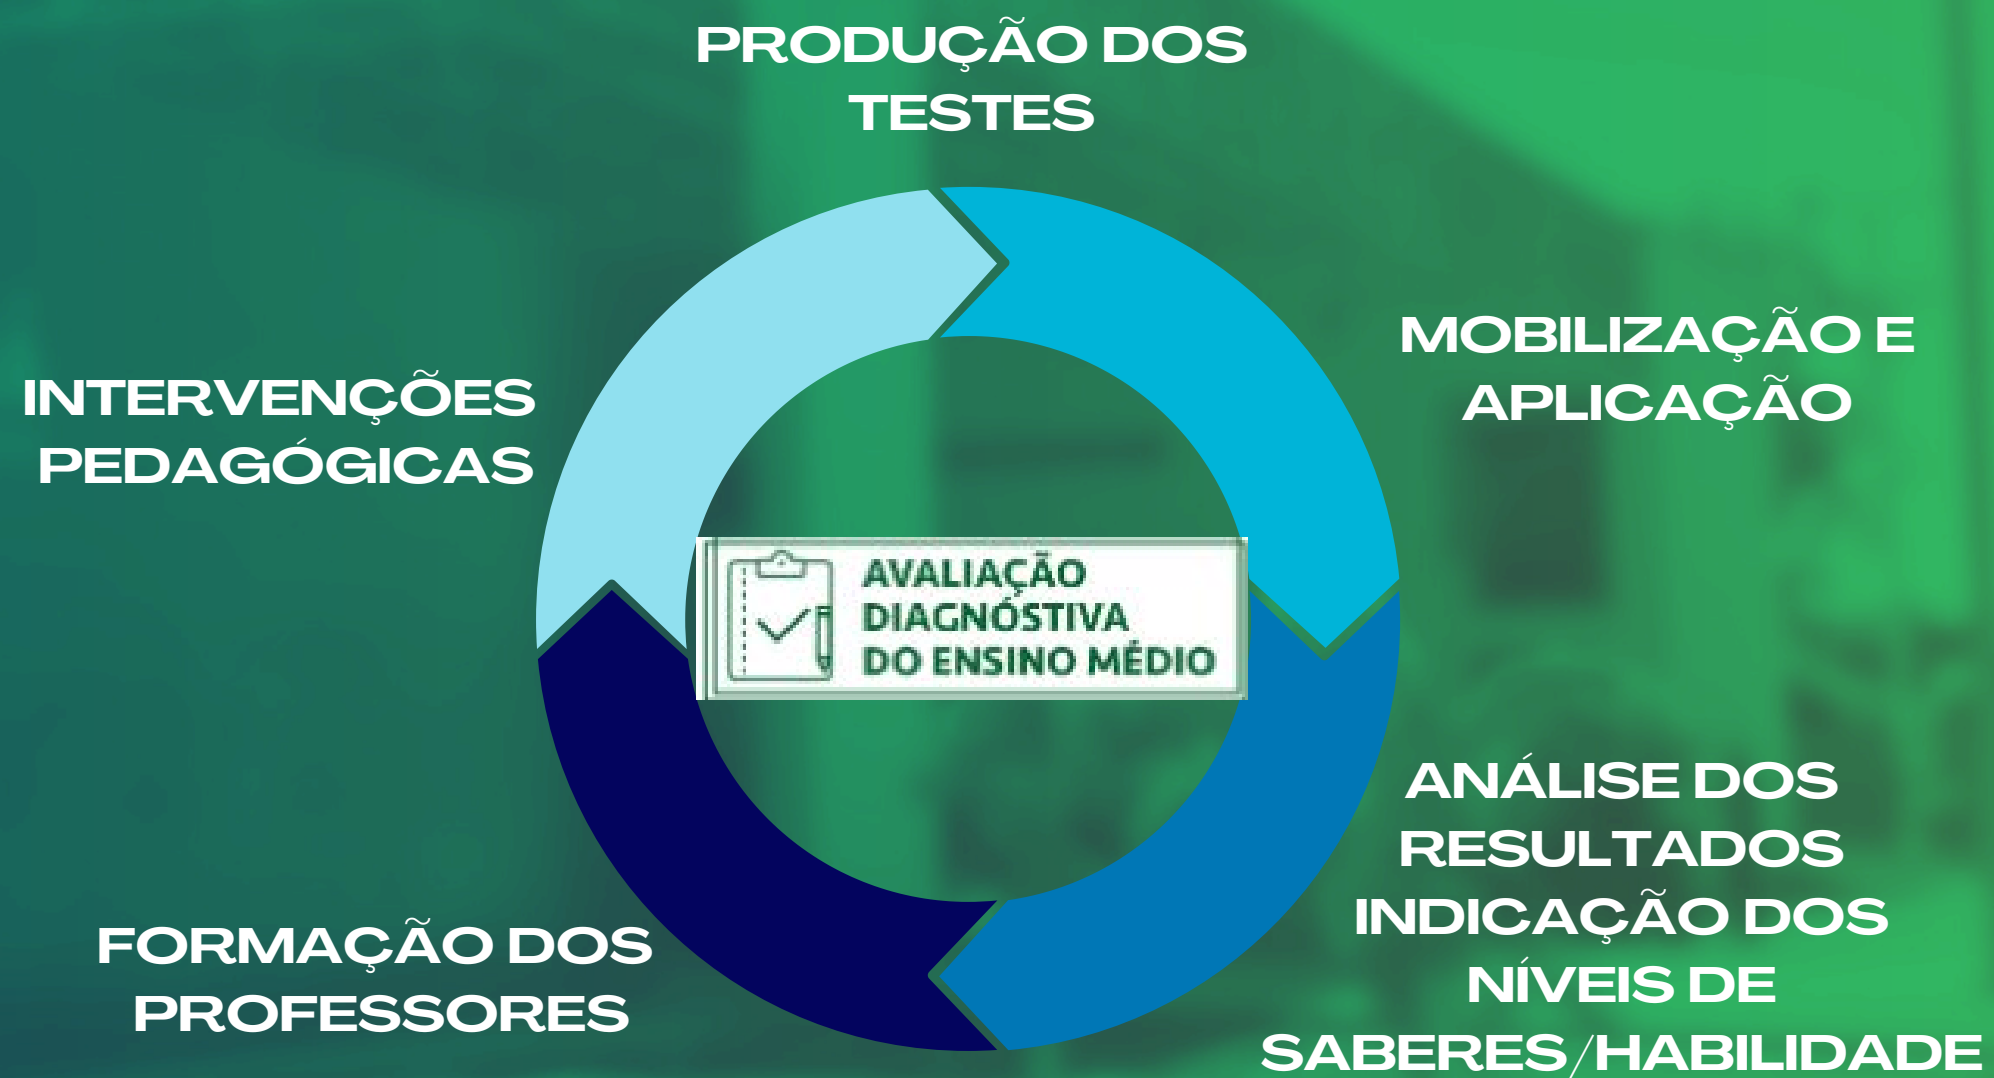 PRODUÇÃO DOS
TESTES
MOBILIZAÇÃO E
APLICAÇÃO
INTERVENÇÕES
PEDAGÓGICAS
AVALIAÇÃO
DIAGNÓSTIVA
DO ENSINO MÉDIO
ANÁLISE DOS
RESULTADOS
INDICAÇÃO DOS
NÍVEIS DE
SABERES/HABILIDADE
FORMAÇÃO DOS
PROFESSORES